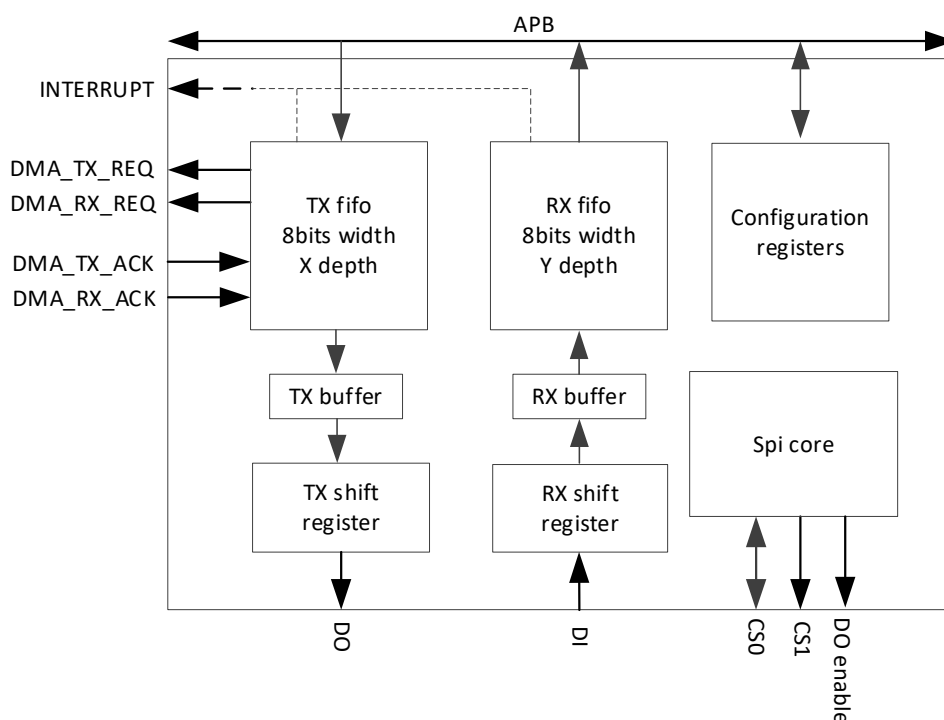 APB
INTERRUPT
DMA_TX_REQ
DMA_RX_REQ
DMA_TX_ACK
DMA_RX_ACK
TX fifo
8bits width
X depth
RX fifo
8bits width
Y depth
Configuration
registers
TX buffer
RX buffer
Spi core
TX shift
register
RX shift
register
DO
DI
CS0
CS1
DO enable